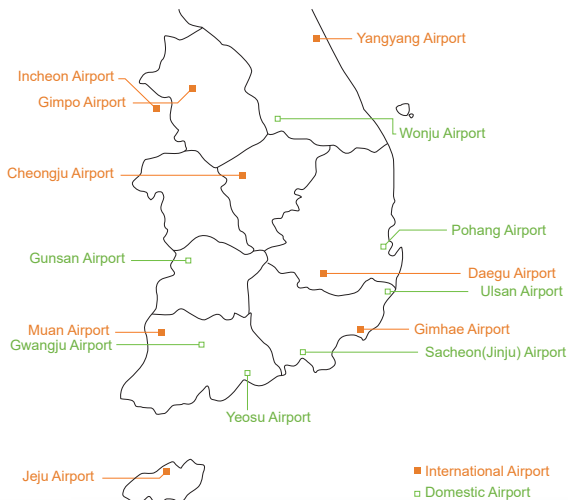 Yangyang Airport
Incheon Airport
Gimpo Airport
Wonju Airport
Cheongju Airport
Pohang Airport
Gunsan Airport
Daegu Airport
Ulsan Airport
Muan Airport
Gimhae Airport
Gwangju Airport
Sacheon(Jinju) Airport
Yeosu Airport
Jeju Airport
International Airport
Domestic Airport